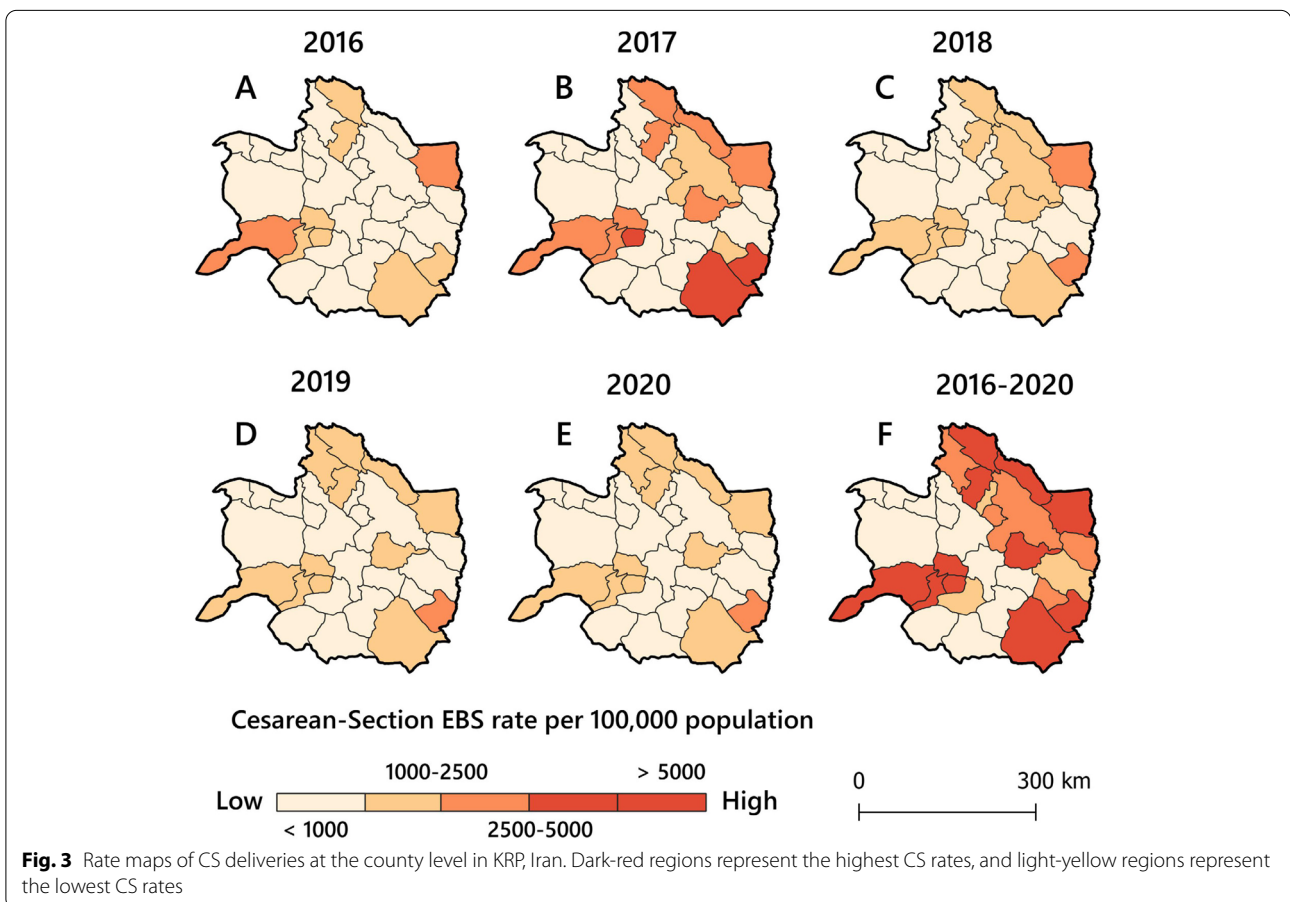 2016 2017 2018
A B C
2019 2020 2016-2020
D E F
Cesarean-Section EBS rate per 100,000 population
1000-2500 > 5000
Low High
< 1000 2500-5000
0 300 km
Fig. 3 Rate maps of CS deliveries at the county level in KRP, Iran. Dark-red regions represent the highest CS rates, and light-yellow regions represent
the lowest CS rates